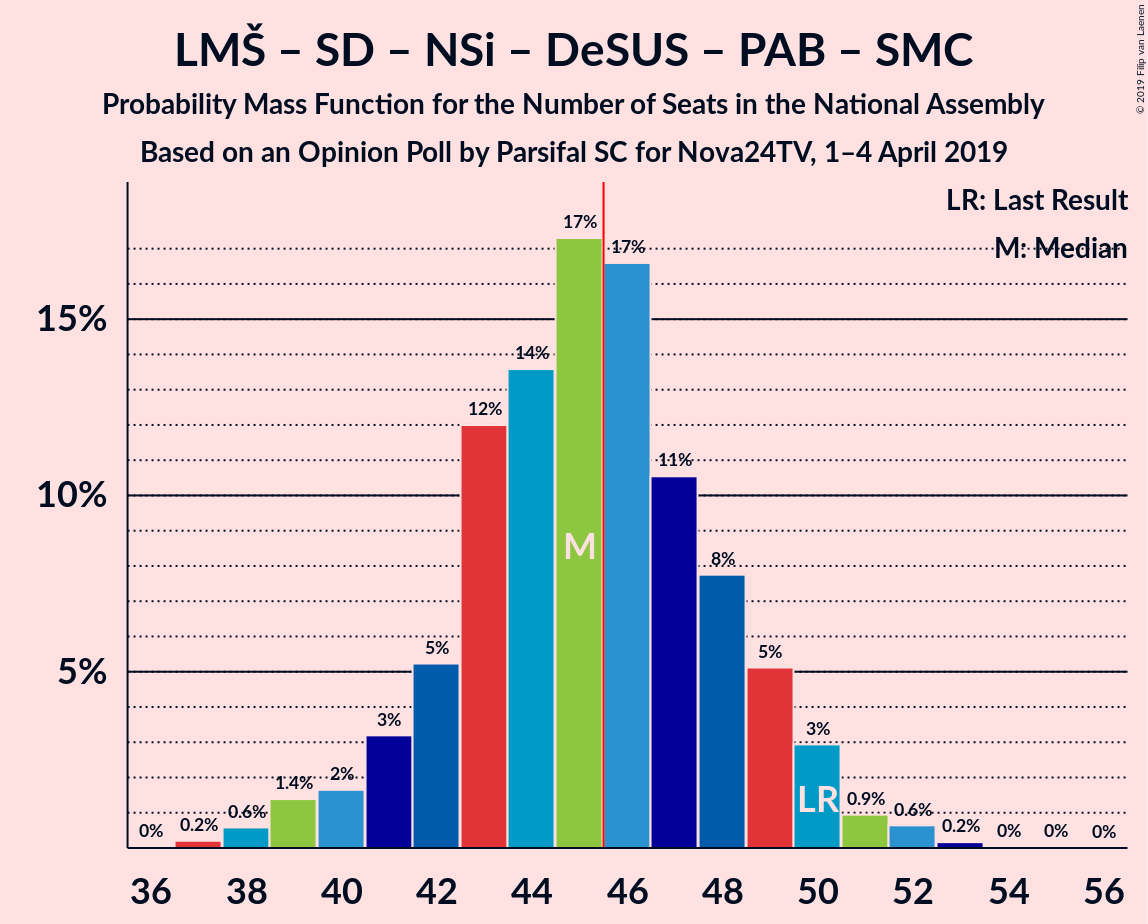 LMŠ – SD – NSi – DeSUS – PAB – SMC
Probability Mass Function for the Number of Seats in the National Assembly
Based on an Opinion Poll by Parsifal SC for Nova24TV, 1–4 April 2019
© 2019 Filip van Laenen
LR: Last Result
M: Median
15%
10%
5%
0%
0.2%
0.6%
1.4%
2%
3%
5%
12%
14%
17%
17%
11%
8%
5%
3%
0.9%
0.6%
0.2%
0%
0%
0%
M
LR
36 38 40 42 44 46 48 50 52 54 56